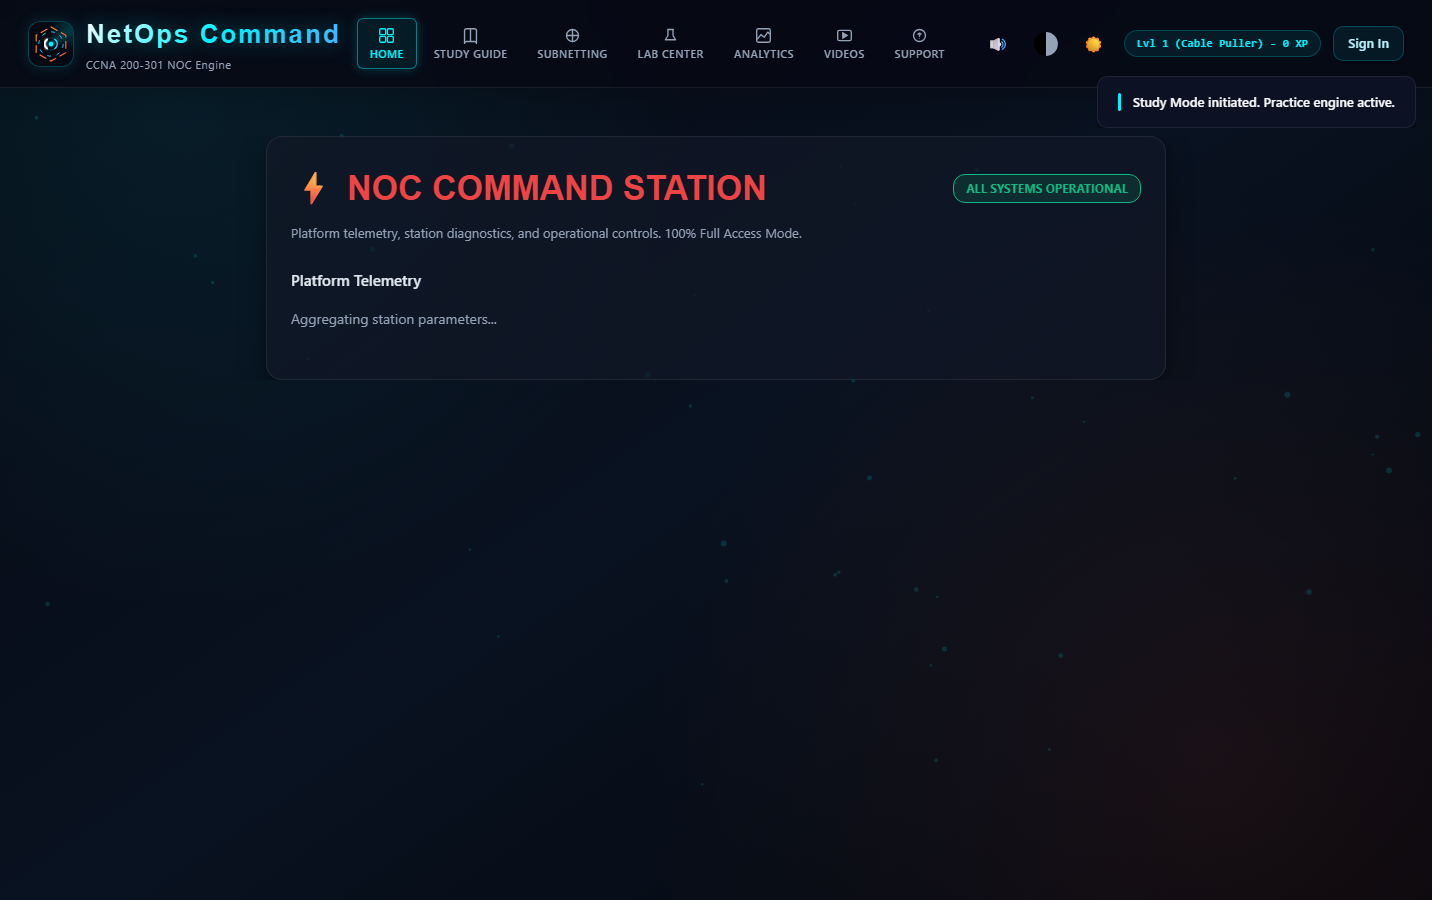 NetOps Command
CCNA 200-301 NOC Engine
HOME
STUDY GUIDE
SUBNETTING
LAB CENTER
ANALYTICS
VIDEOS
SUPPORT
Lvl 1 (Cable Puller) - 0 XP
Sign In
Study Mode initiated. Practice engine active.
NOC COMMAND STATION
ALL SYSTEMS OPERATIONAL
Platform telemetry, station diagnostics, and operational controls. 100% Full Access Mode.
Platform Telemetry
Aggregating station parameters...